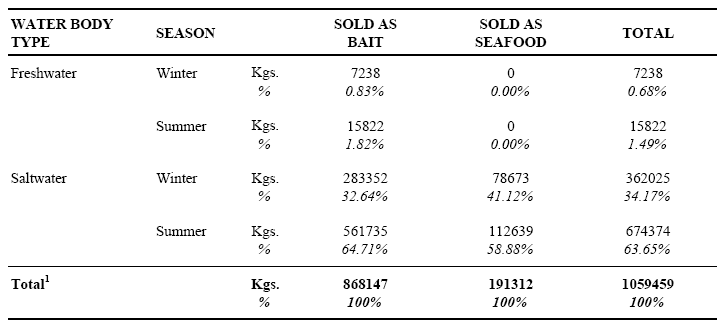 WATER BODY TYPE SEASON SOLD AS BAIT SOLD AS SEAFOOD TOTAL
Freshwater Winter Kgs. 7238 0 7238
% 0.83% 0.00% 0.68%
Summer Kgs. 15822 0 15822
% 1.82% 0.00% 1.49%
Saltwater Winter Kgs. 283352 78673 362025
% 32.64% 41.12% 34.17%
Summer Kgs. 561735 112639 674374
% 64.71% 58.88% 63.65%
Total¹ Kgs. 868147 191312 1059459
% 100% 100% 100%